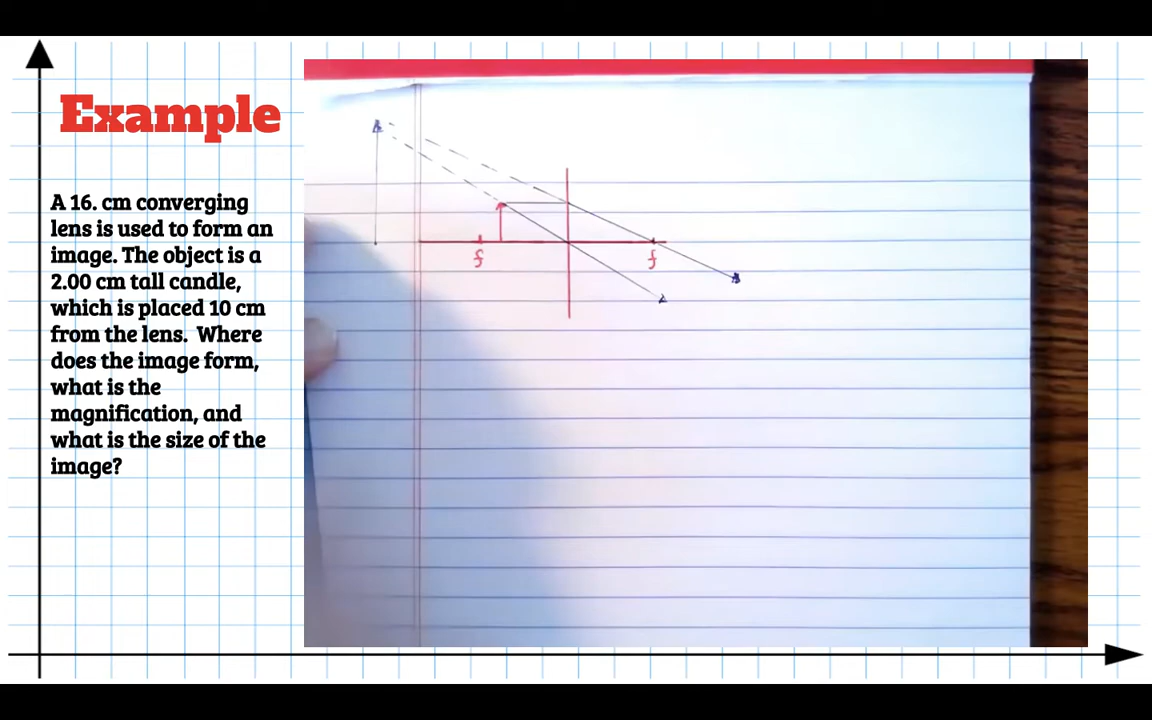 Example
A 16. cm converging
lens is used to form an
image. The object is a
2.00 cm tall candle,
which is placed 10 cm
from the lens. Where
does the image form,
what is the
magnification, and
what is the size of the
image?
f
f